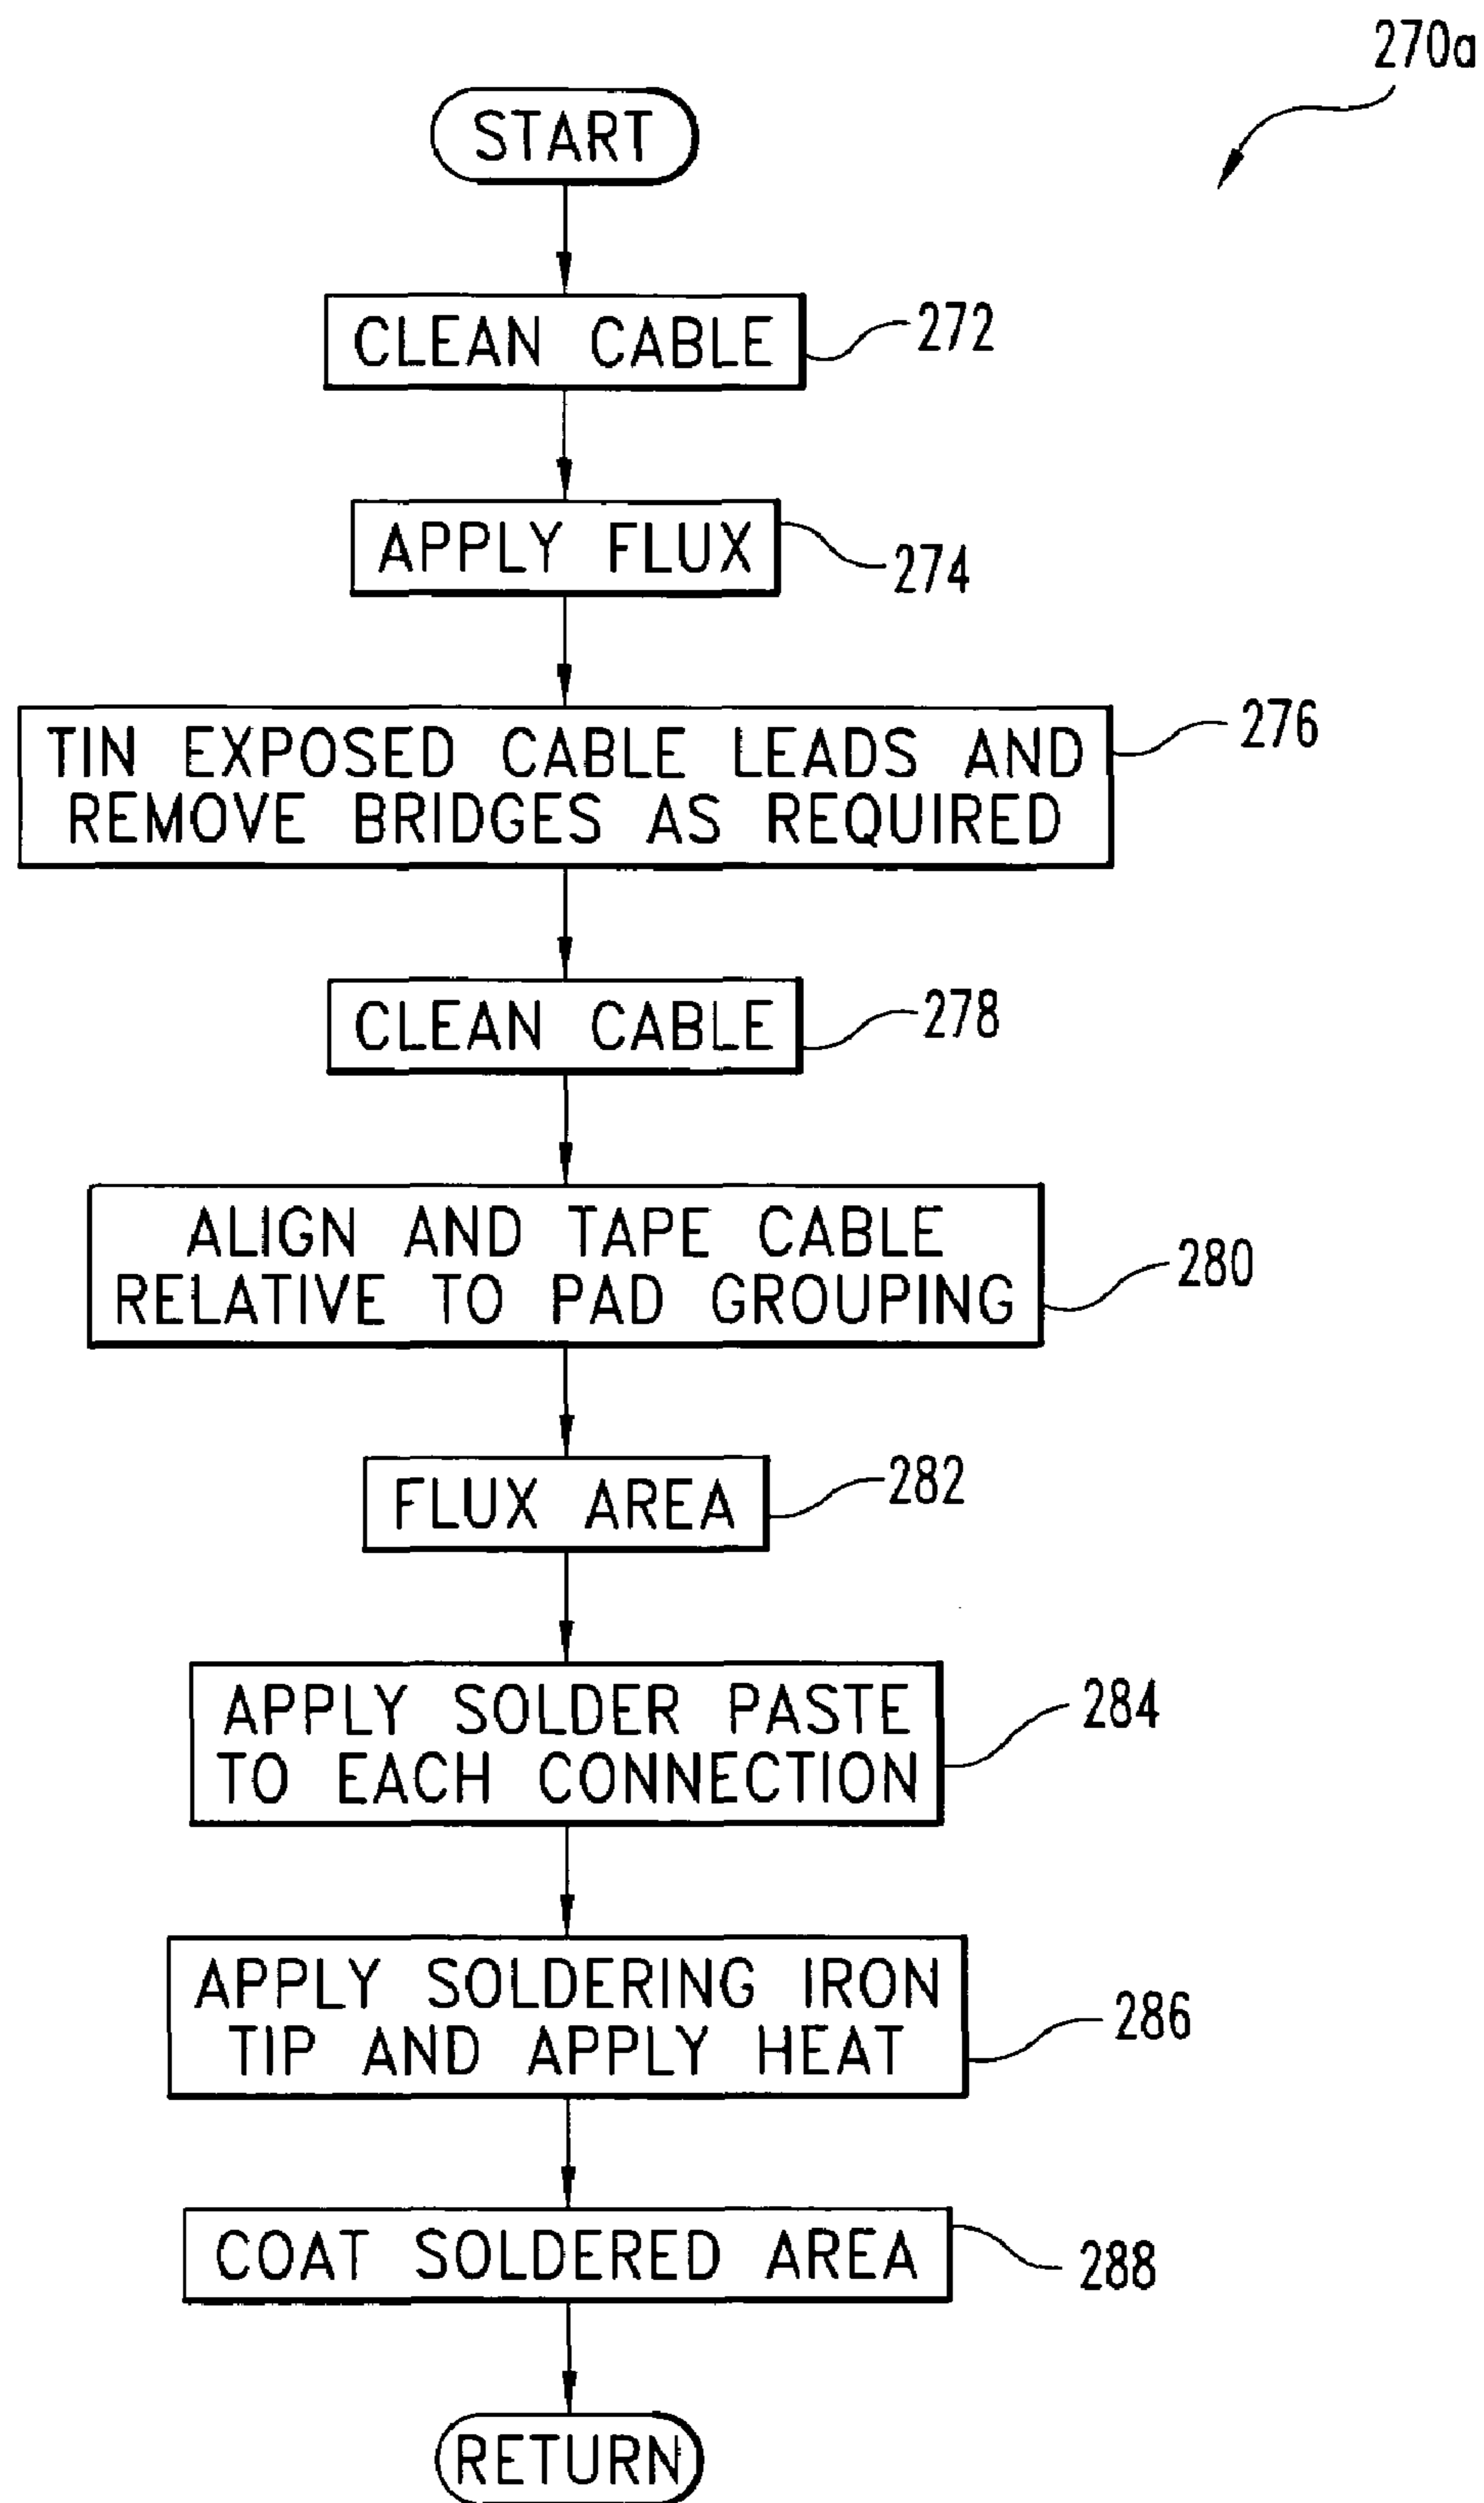 270a
START
CLEAN CABLE
272
APPLY FLUX
274
TIN EXPOSED CABLE LEADS AND
REMOVE BRIDGES AS REQUIRED
276
CLEAN CABLE
278
ALIGN AND TAPE CABLE
RELATIVE TO PAD GROUPING
280
FLUX AREA
282
APPLY SOLDER PASTE
TO EACH CONNECTION
284
APPLY SOLDERING IRON
TIP AND APPLY HEAT
286
COAT SOLDERED AREA
288
RETURN